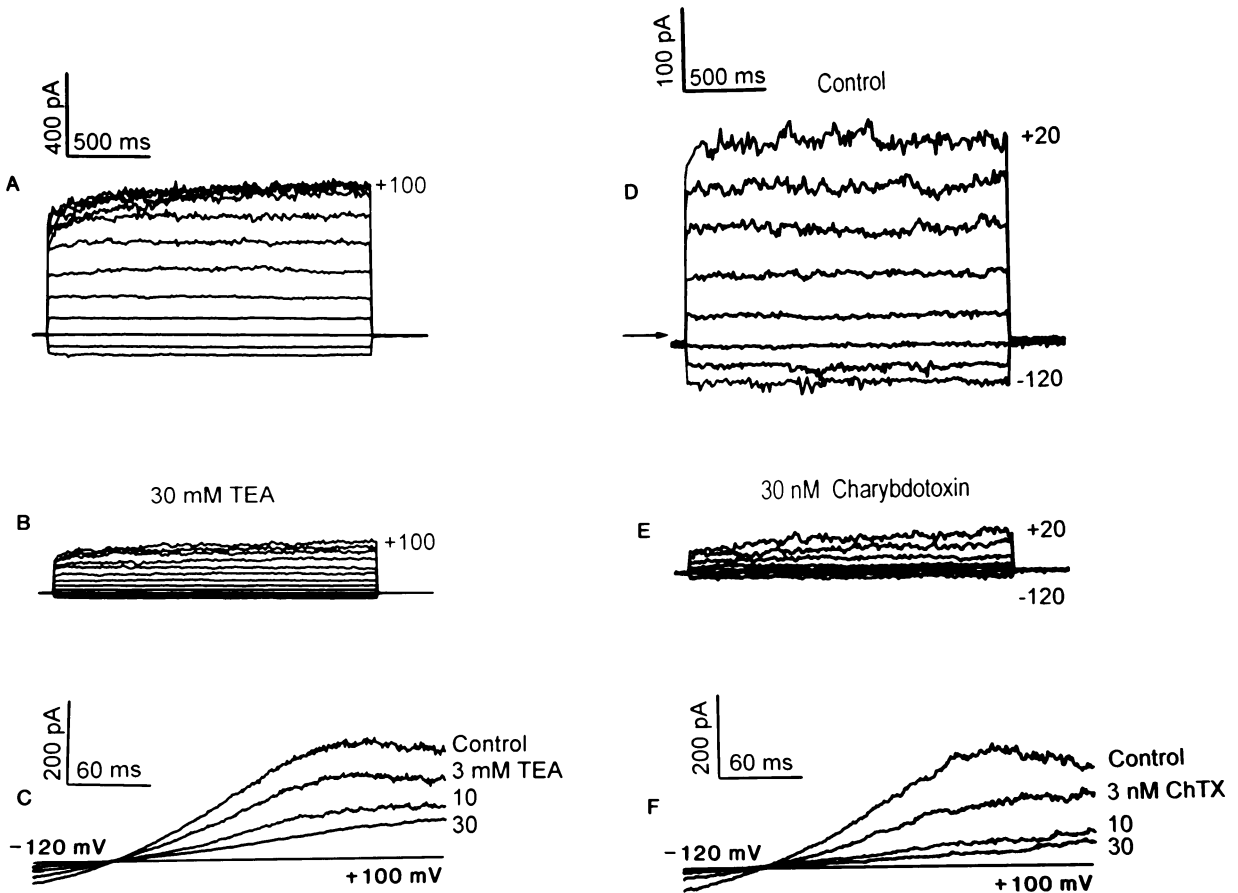 400 pA
500 ms
A
+100
30 mM TEA
B
+100
200 pA
60 ms
C
Control
3 mM TEA
10
30
-120 mV
+100 mV
100 pA
500 ms
Control
D
+20
-120
30 nM Charybdotoxin
E
+20
-120
200 pA
60 ms
F
Control
3 nM ChTX
10
30
-120 mV
+100 mV